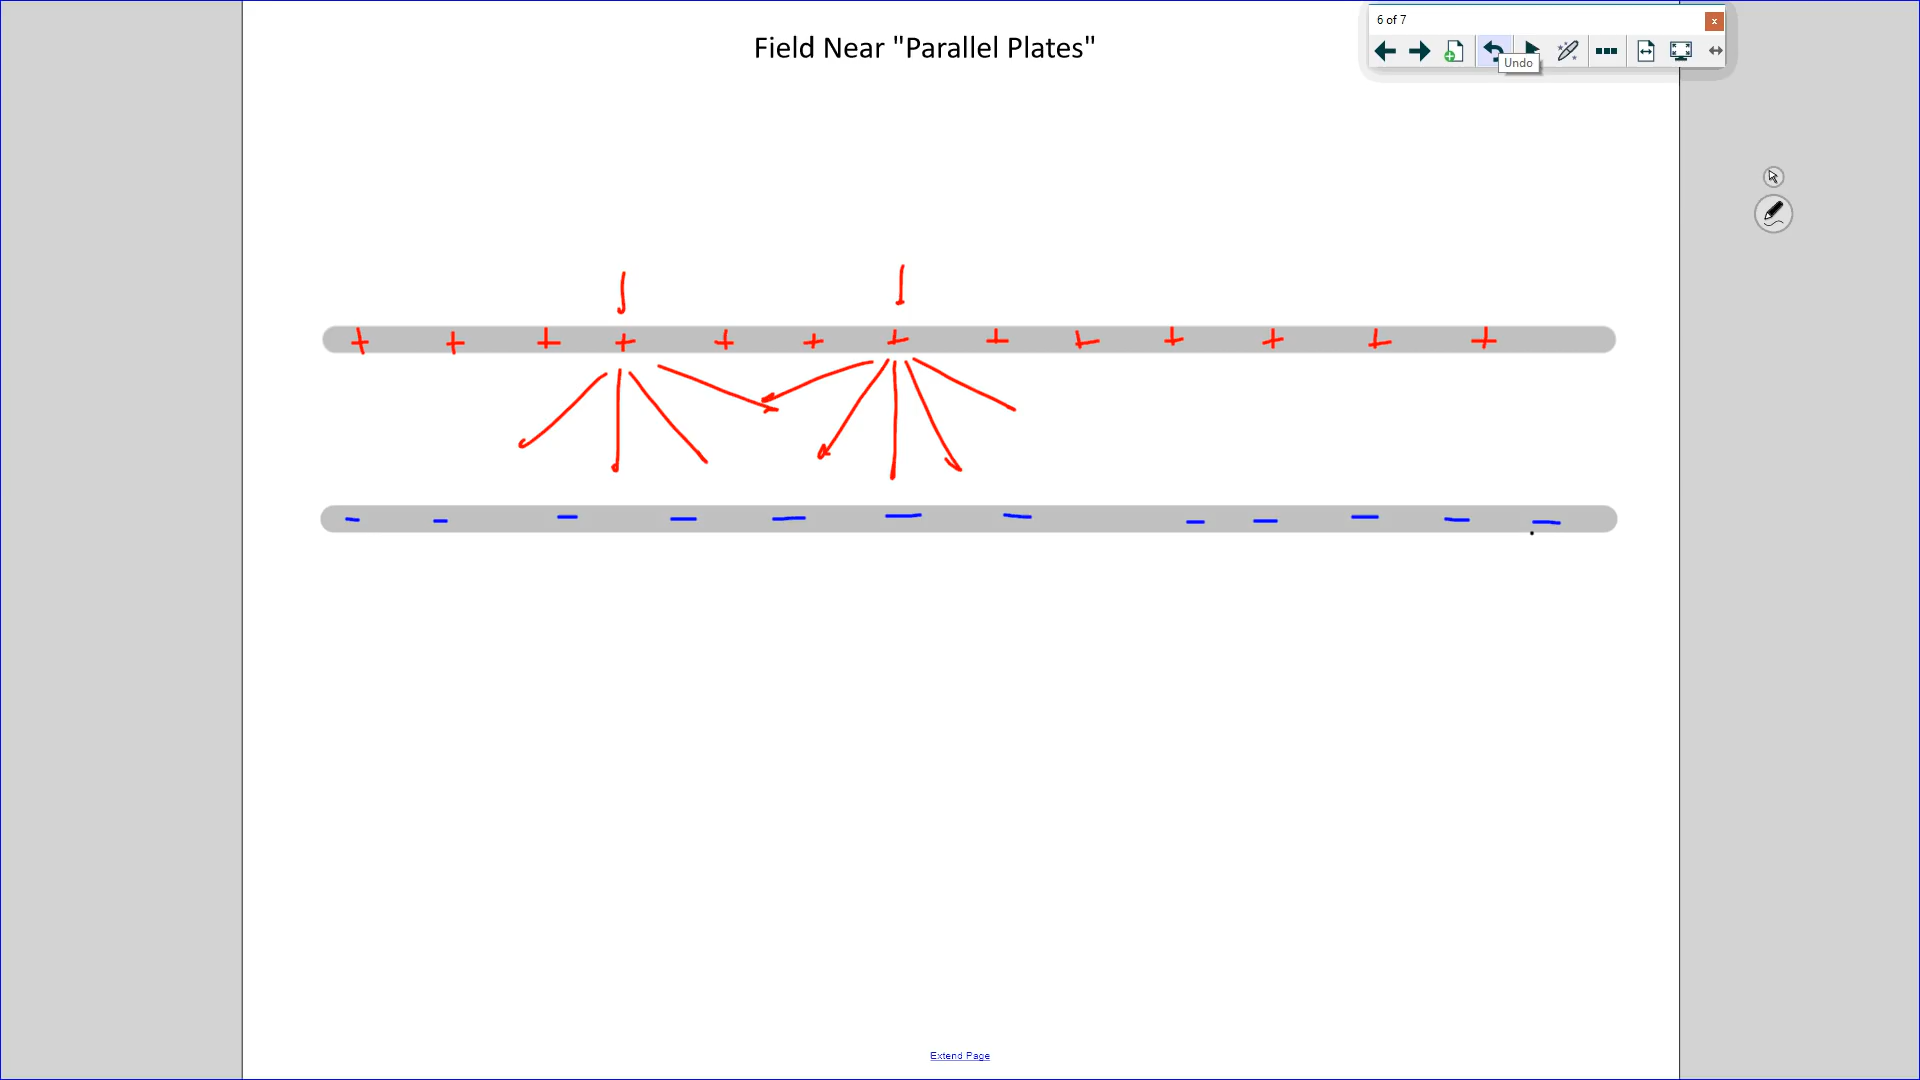 6 of 7
Field Near "Parallel Plates"
Undo
+ + + + + + + + + + + + +
- - - - - - - - - - - -
Extend Page